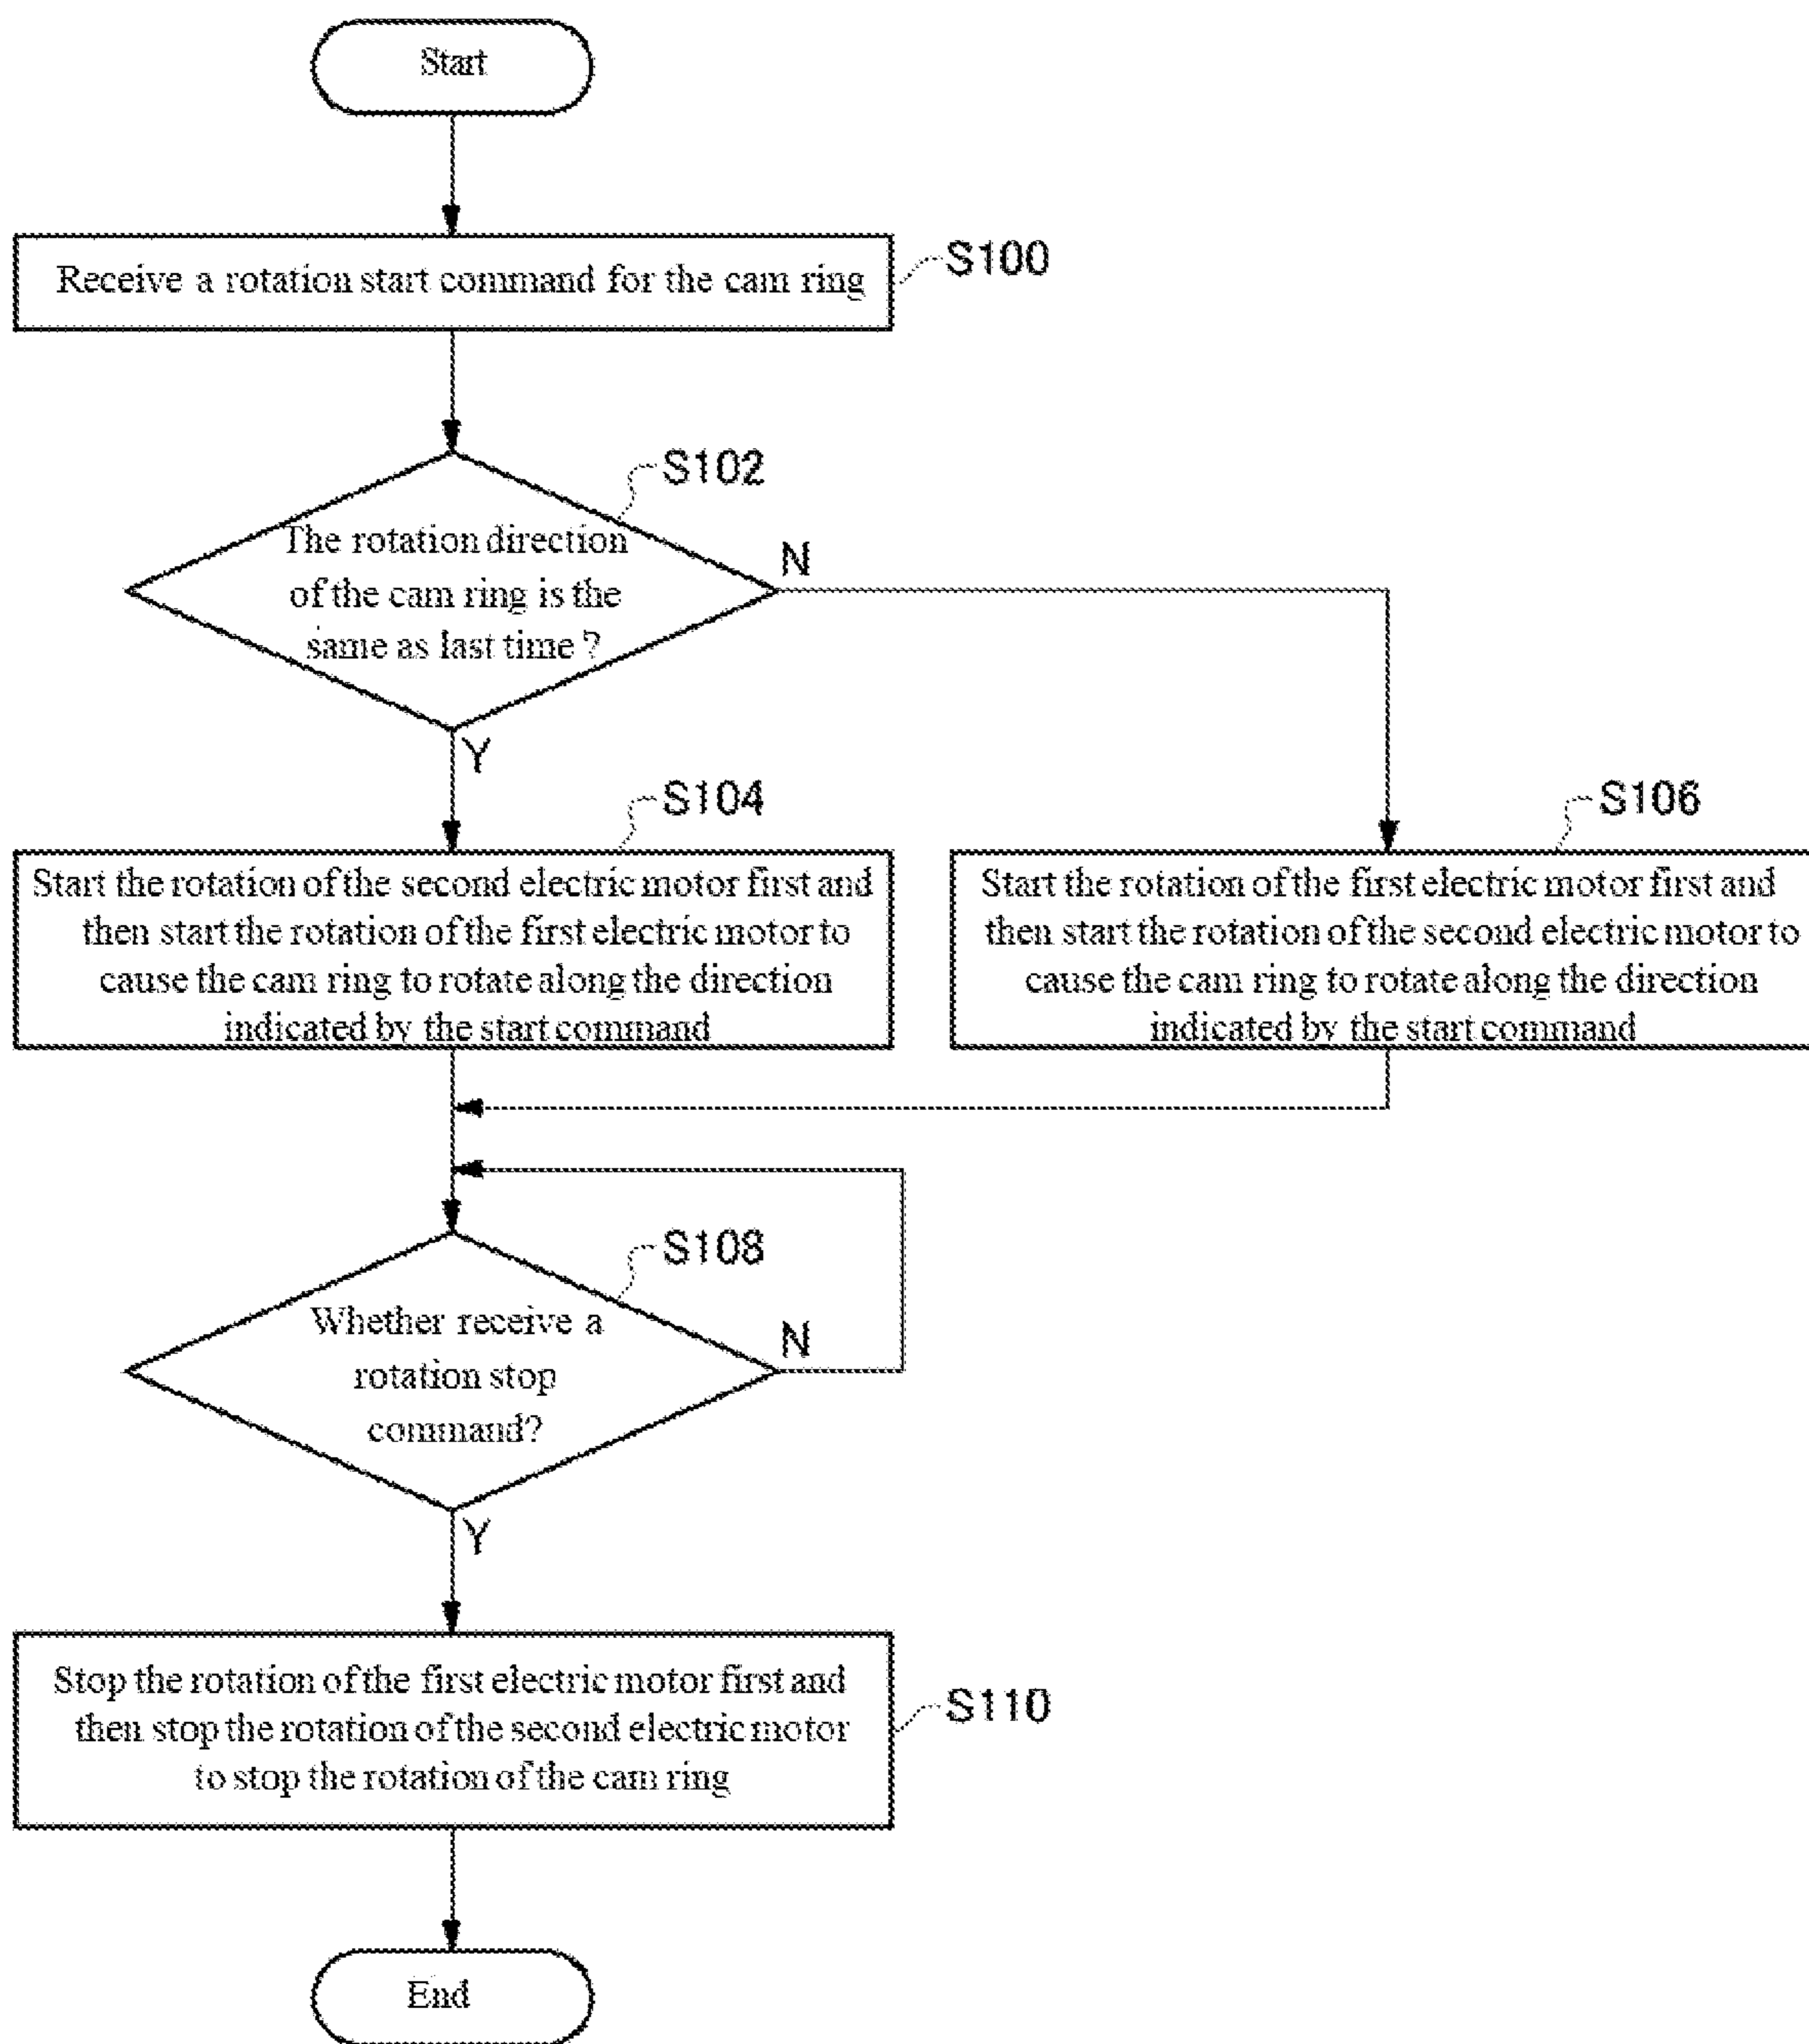 Start
Receive a rotation start command for the cam ring
S100
S102
The rotation direction
of the cam ring is the
same as last time ?
N
Y
S104
Start the rotation of the second electric motor first and
then start the rotation of the first electric motor to
cause the cam ring to rotate along the direction
indicated by the start command
S106
Start the rotation of the first electric motor first and
then start the rotation of the second electric motor to
cause the cam ring to rotate along the direction
indicated by the start command
S108
Whether receive a
rotation stop
command?
N
Y
Stop the rotation of the first electric motor first and
then stop the rotation of the second electric motor
to stop the rotation of the cam ring
S110
End